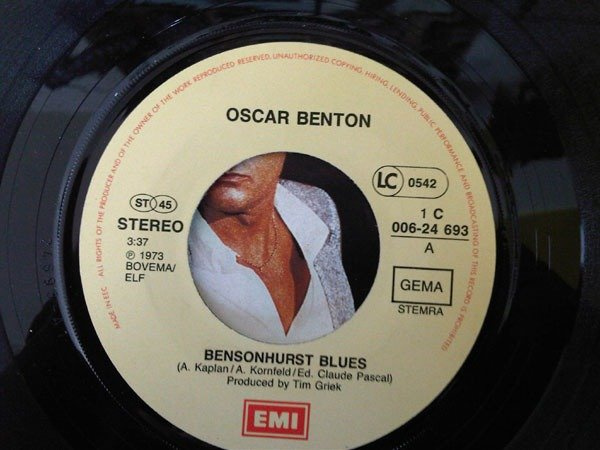 ALL RIGHTS OF THE PRODUCER AND OF THE OWNER OF THE WORK REPRODUCED RESERVED. UNAUTHORIZED COPYING, HIRING, LENDING, PUBLIC PERFORMANCE AND BROADCASTING OF THIS RECORD IS PROHIBITED
MADE IN EEC
OSCAR BENTON
LC 0542
ST 45
STEREO
3:37
℗ 1973
BOVEMA/
ELF
1 C
006-24 693
A
GEMA
STEMRA
BENSONHURST BLUES
(A. Kaplan/A. Kornfeld/Ed. Claude Pascal)
Produced by Tim Griek
EMI